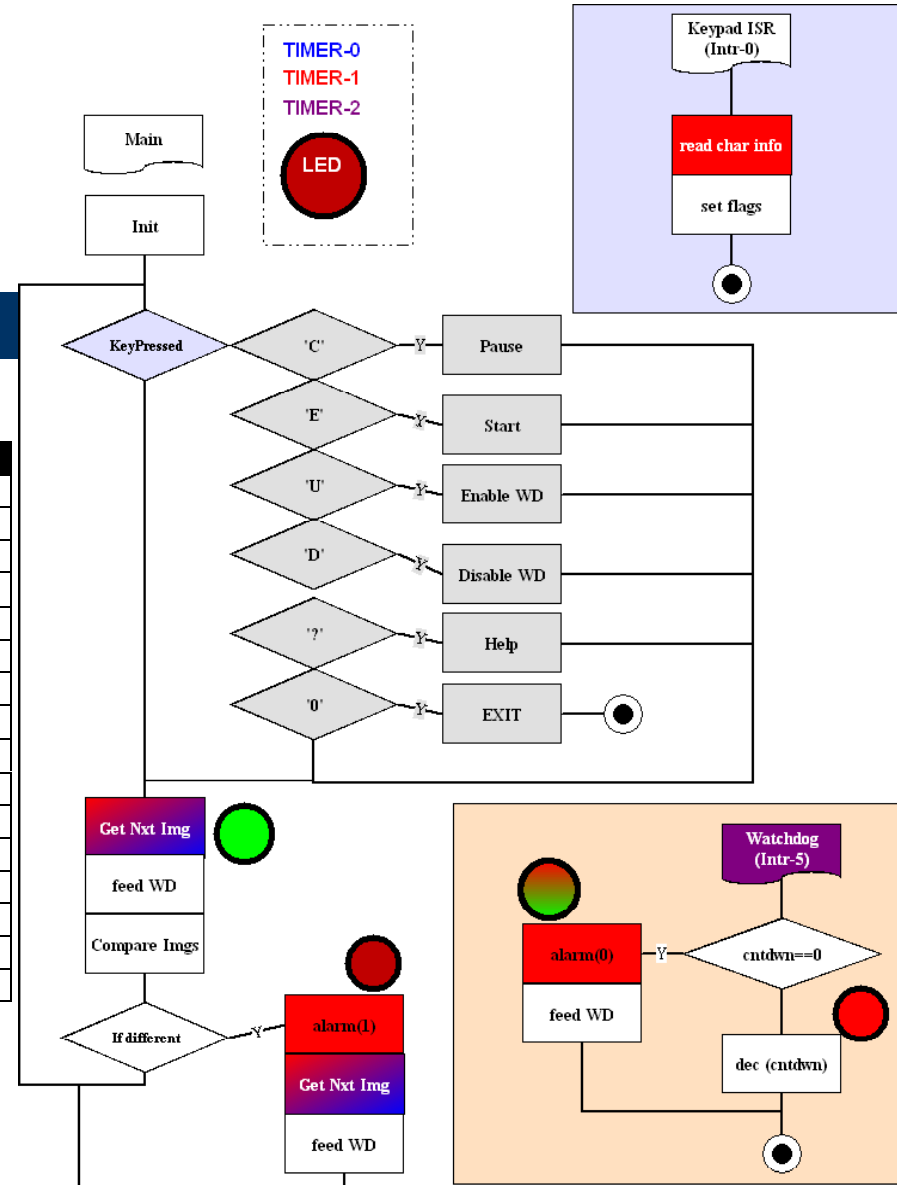 TIMER-0
TIMER-1
TIMER-2
LED
Keypad ISR
(Intr-0)
read char info
set flags
Main
Init
KeyPressed
'C'
Y
Pause
'E'
Y
Start
'U'
Y
Enable WD
'D'
Y
Disable WD
'?'
Y
Help
'0'
Y
EXIT
Get Nxt Img
feed WD
Compare Imgs
If different
Y
alarm(1)
Get Nxt Img
feed WD
Watchdog
(Intr-5)
cntdwn==0
Y
alarm(0)
feed WD
dec (cntdwn)